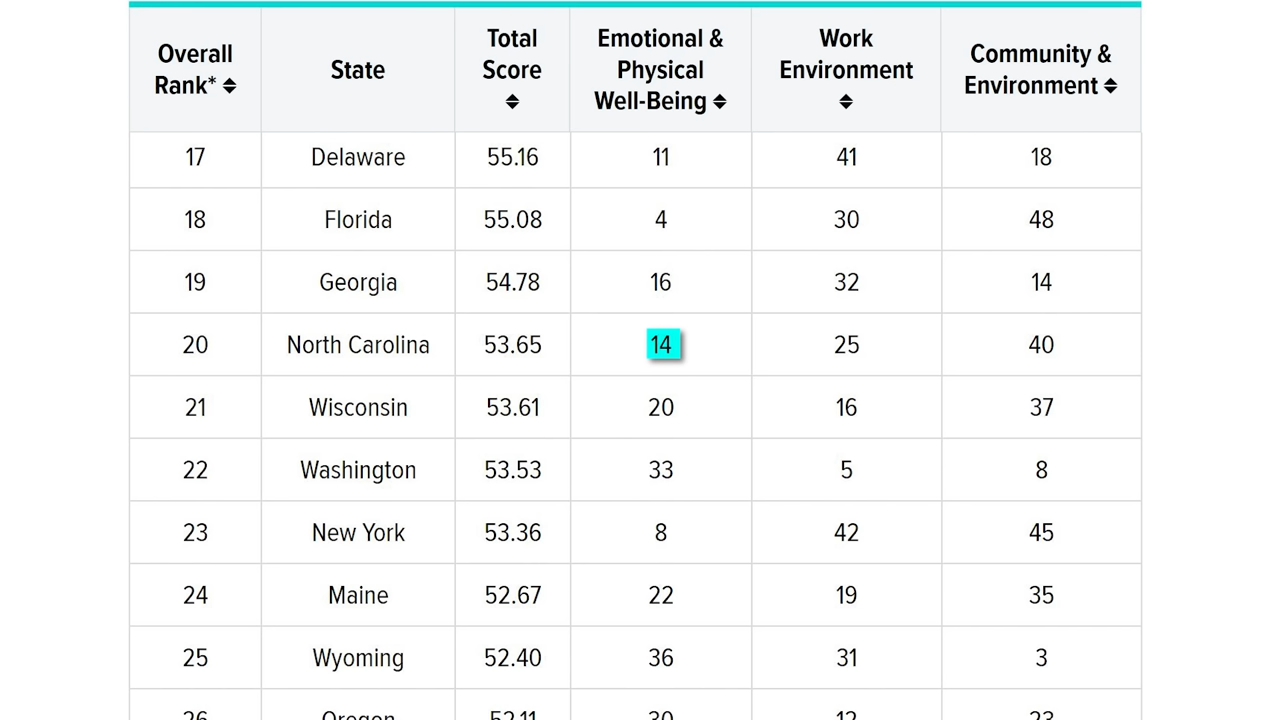 Overall Rank* State Total Score Emotional & Physical Well-Being Work Environment Community & Environment
17 Delaware 55.16 11 41 18
18 Florida 55.08 4 30 48
19 Georgia 54.78 16 32 14
20 North Carolina 53.65 14 25 40
21 Wisconsin 53.61 20 16 37
22 Washington 53.53 33 5 8
23 New York 53.36 8 42 45
24 Maine 52.67 22 19 35
25 Wyoming 52.40 36 31 3
26 Oregon 52.11 30 12 23